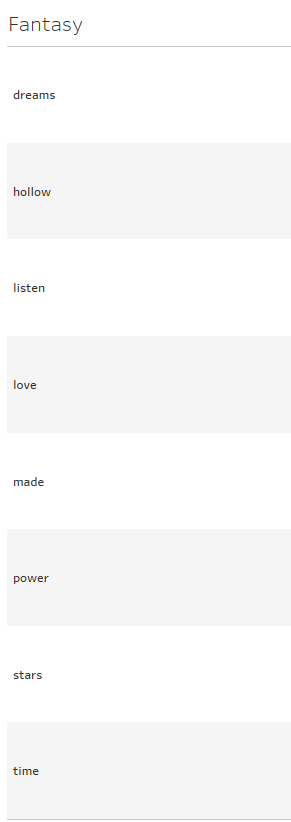 Fantasy
dreams
hollow
listen
love
made
power
stars
time